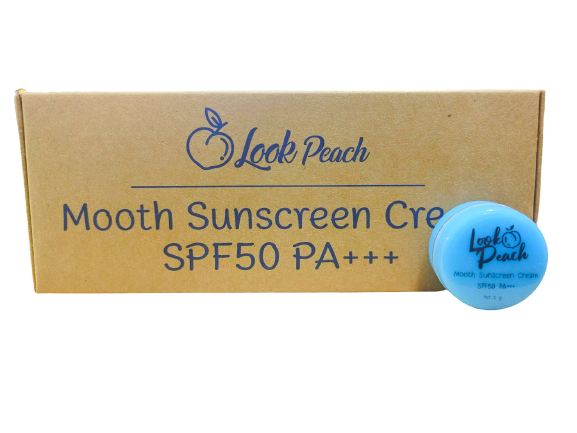 Look Peach
Mooth Sunscreen Cre
SPF50 PA+++
Look
Peach
Mooth Sunscreen Cream
SPF50 PA+++